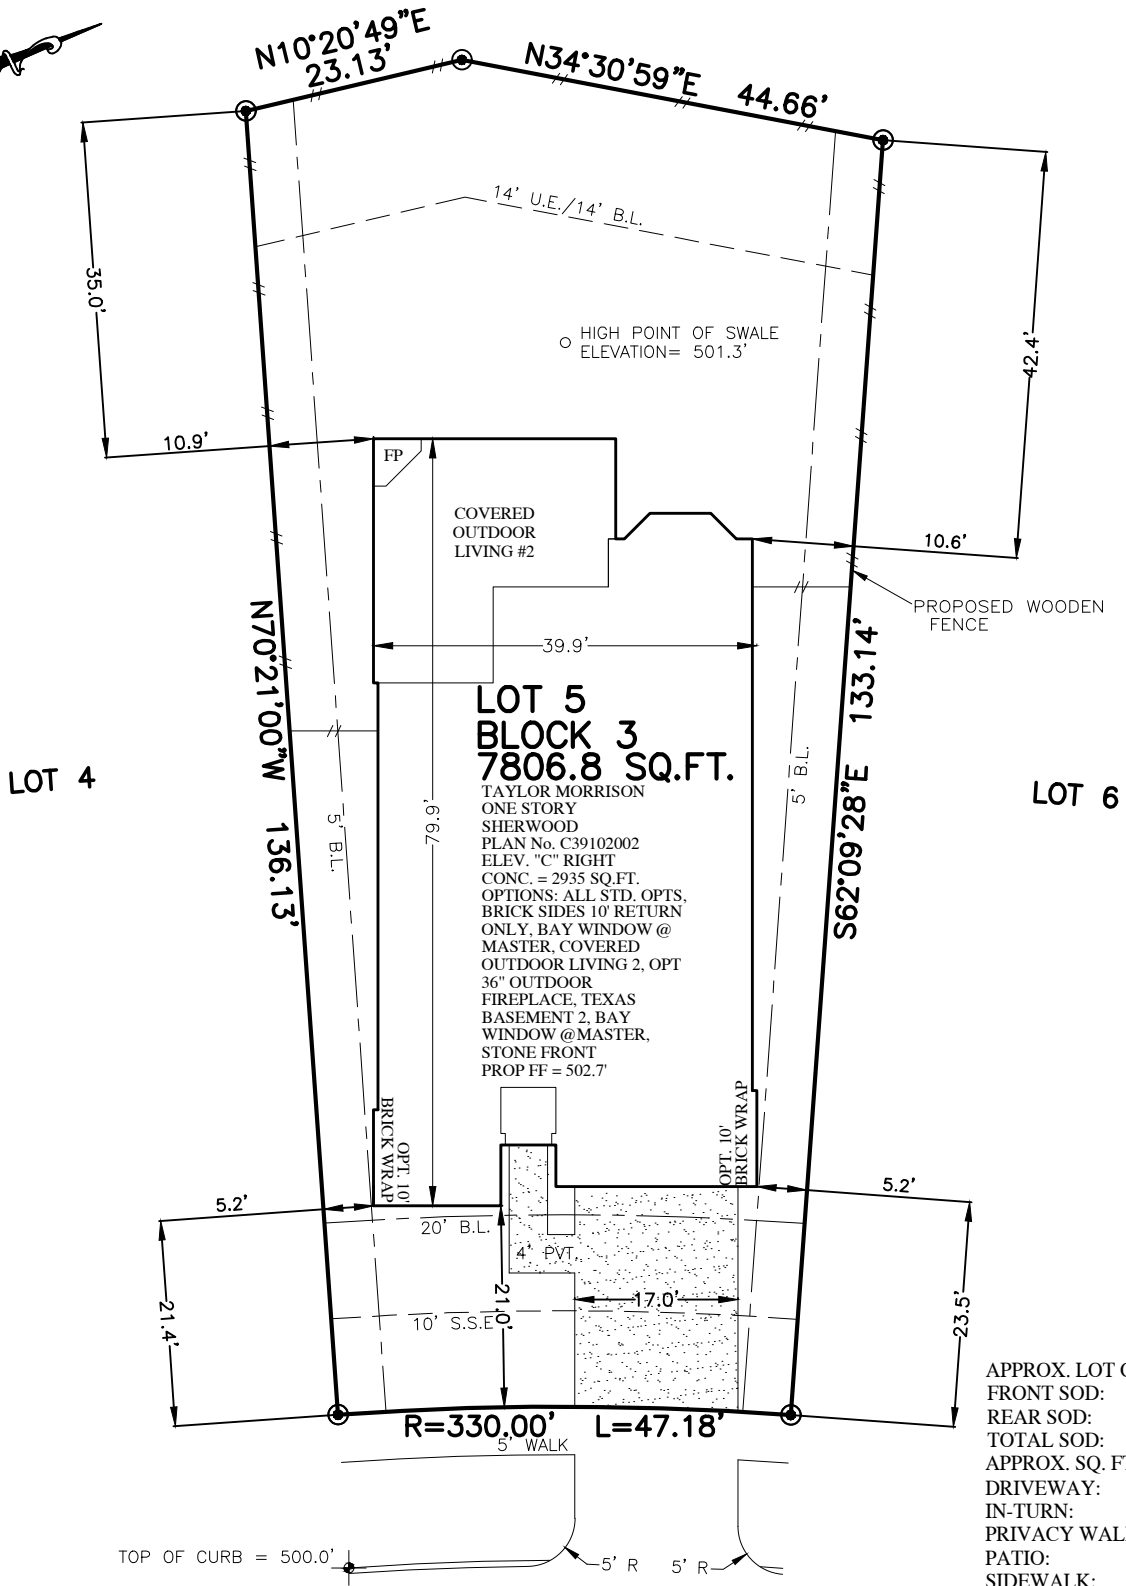 N10°20'49"E
23.13'
N34°30'59"E
44.66'
14' U.E./14' B.L.
35.0'
42.4'
HIGH POINT OF SWALE
ELEVATION= 501.3'
10.9'
FP
COVERED
OUTDOOR
LIVING #2
10.6'
PROPOSED WOODEN
FENCE
39.9'
N70°21'00"W 136.13'
S62°09'28"E 133.14'
LOT 5
BLOCK 3
7806.8 SQ.FT.
LOT 4
LOT 6
5' B.L.
5' B.L.
79.9'
TAYLOR MORRISON
ONE STORY
SHERWOOD
PLAN No. C39102002
ELEV. "C" RIGHT
CONC. = 2935 SQ.FT.
OPTIONS: ALL STD. OPTS,
BRICK SIDES 10' RETURN
ONLY, BAY WINDOW @
MASTER, COVERED
OUTDOOR LIVING 2, OPT
36" OUTDOOR
FIREPLACE, TEXAS
BASEMENT 2, BAY
WINDOW @MASTER,
STONE FRONT
PROP FF = 502.7'
OPT. 10'
BRICK WRAP
OPT. 10'
BRICK WRAP
5.2'
5.2'
20' B.L.
4' PVT.
21.4'
21.0'
17.0'
23.5'
10' S.S.E
R=330.00' L=47.18'
5' WALK
TOP OF CURB = 500.0'
5' R
5' R
APPROX. LOT
FRONT SOD:
REAR SOD:
TOTAL SOD:
APPROX. SQ.
DRIVEWAY:
IN-TURN:
PRIVACY
PATIO:
SIDEWALK: